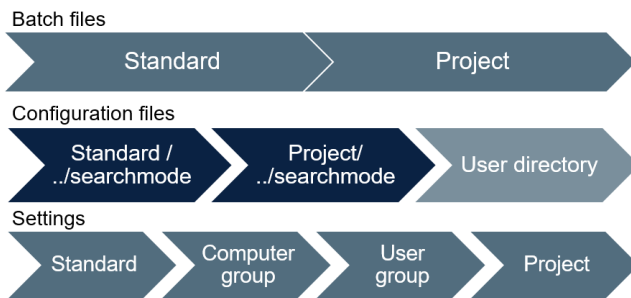 Batch files
Standard
Project
Configuration files
Standard /
../searchmode
Project/
../searchmode
User directory
Settings
Standard
Computer
group
User
group
Project